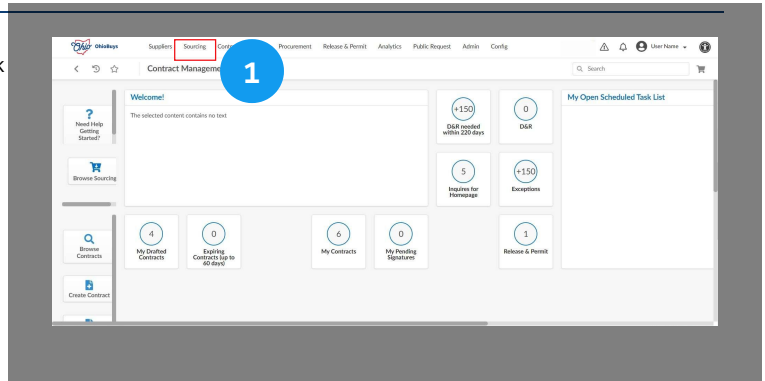 k
Ohio OhioBuys
Suppliers Sourcing Procurement Release & Permit Analytics Public Request Admin Config User Name
Contract
1
Search
?
Need Help
Getting
Started?
Browse Sourcing
Browse
Contracts
Create Contract
Welcome!
The selected content contains no text
+150
D&R needed
within 220 days
0
D&R
5
Inquires for
Homepage
+150
Exceptions
4
My Drafted
Contracts
0
Expiring
Contracts (up to
60 days)
6
My Contracts
0
My Pending
Signatures
1
Release & Permit
My Open Scheduled Task List